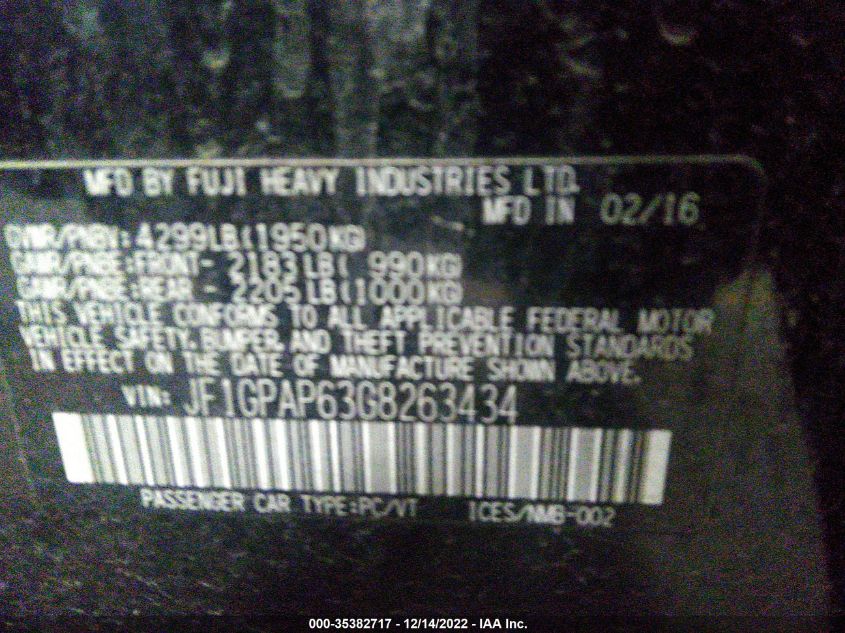 MFD BY FUJI HEAVY INDUSTRIES LTD.
MFD IN 02/16
GVWR/PNBV: 4299LB(1950KG)
GAWR/PNBE:FRONT- 2183LB( 990KG)
GAWR/PNBE:REAR - 2205LB(1000KG)
THIS VEHICLE CONFORMS TO ALL APPLICABLE FEDERAL MOTOR
VEHICLE SAFETY, BUMPER, AND THEFT PREVENTION STANDARDS
IN EFFECT ON THE DATE OF MANUFACTURE SHOWN ABOVE.
VIN: JF1GPAP63G8263434
PASSENGER CAR TYPE:PC/VT ICES/NMB-002
000-35382717 - 12/14/2022 - IAA Inc.